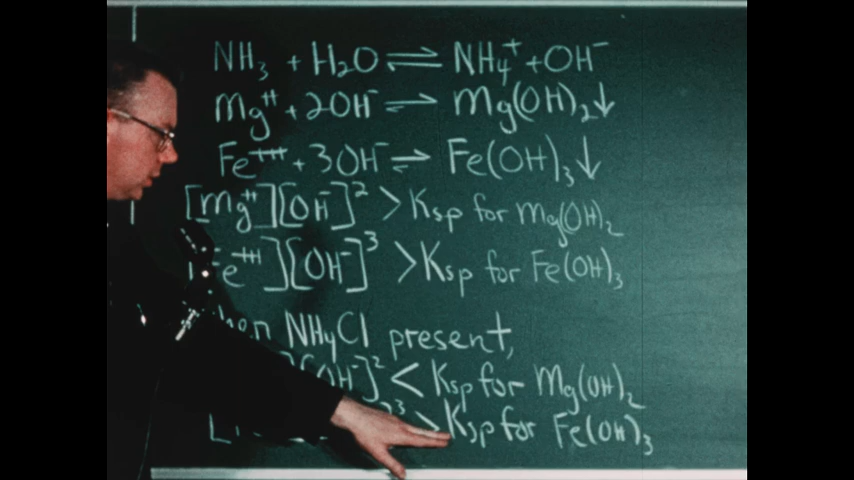 NH₃ + H₂O ⇌ NH₄⁺ + OH⁻
Mg⁺⁺ + 2OH⁻ ⇌ Mg(OH)₂↓
Fe⁺⁺⁺ + 3OH⁻ ⇌ Fe(OH)₃↓
[Mg⁺⁺][OH⁻]² > Ksp for Mg(OH)₂
e⁺⁺⁺][OH⁻]³ > Ksp for Fe(OH)₃
hen NH₄Cl present,
][OH⁻]² < Ksp for Mg(OH)₂
[ ³ > Ksp for Fe(OH)₃